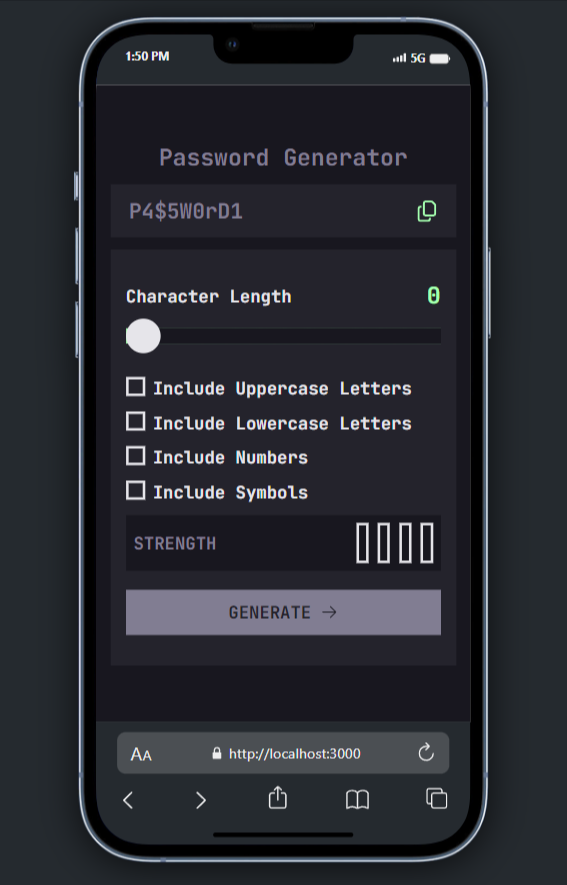 1:50 PM 5G
Password Generator
P4$5W0rD1
Character Length 0
Include Uppercase Letters
Include Lowercase Letters
Include Numbers
Include Symbols
STRENGTH
GENERATE →
AA http://localhost:3000